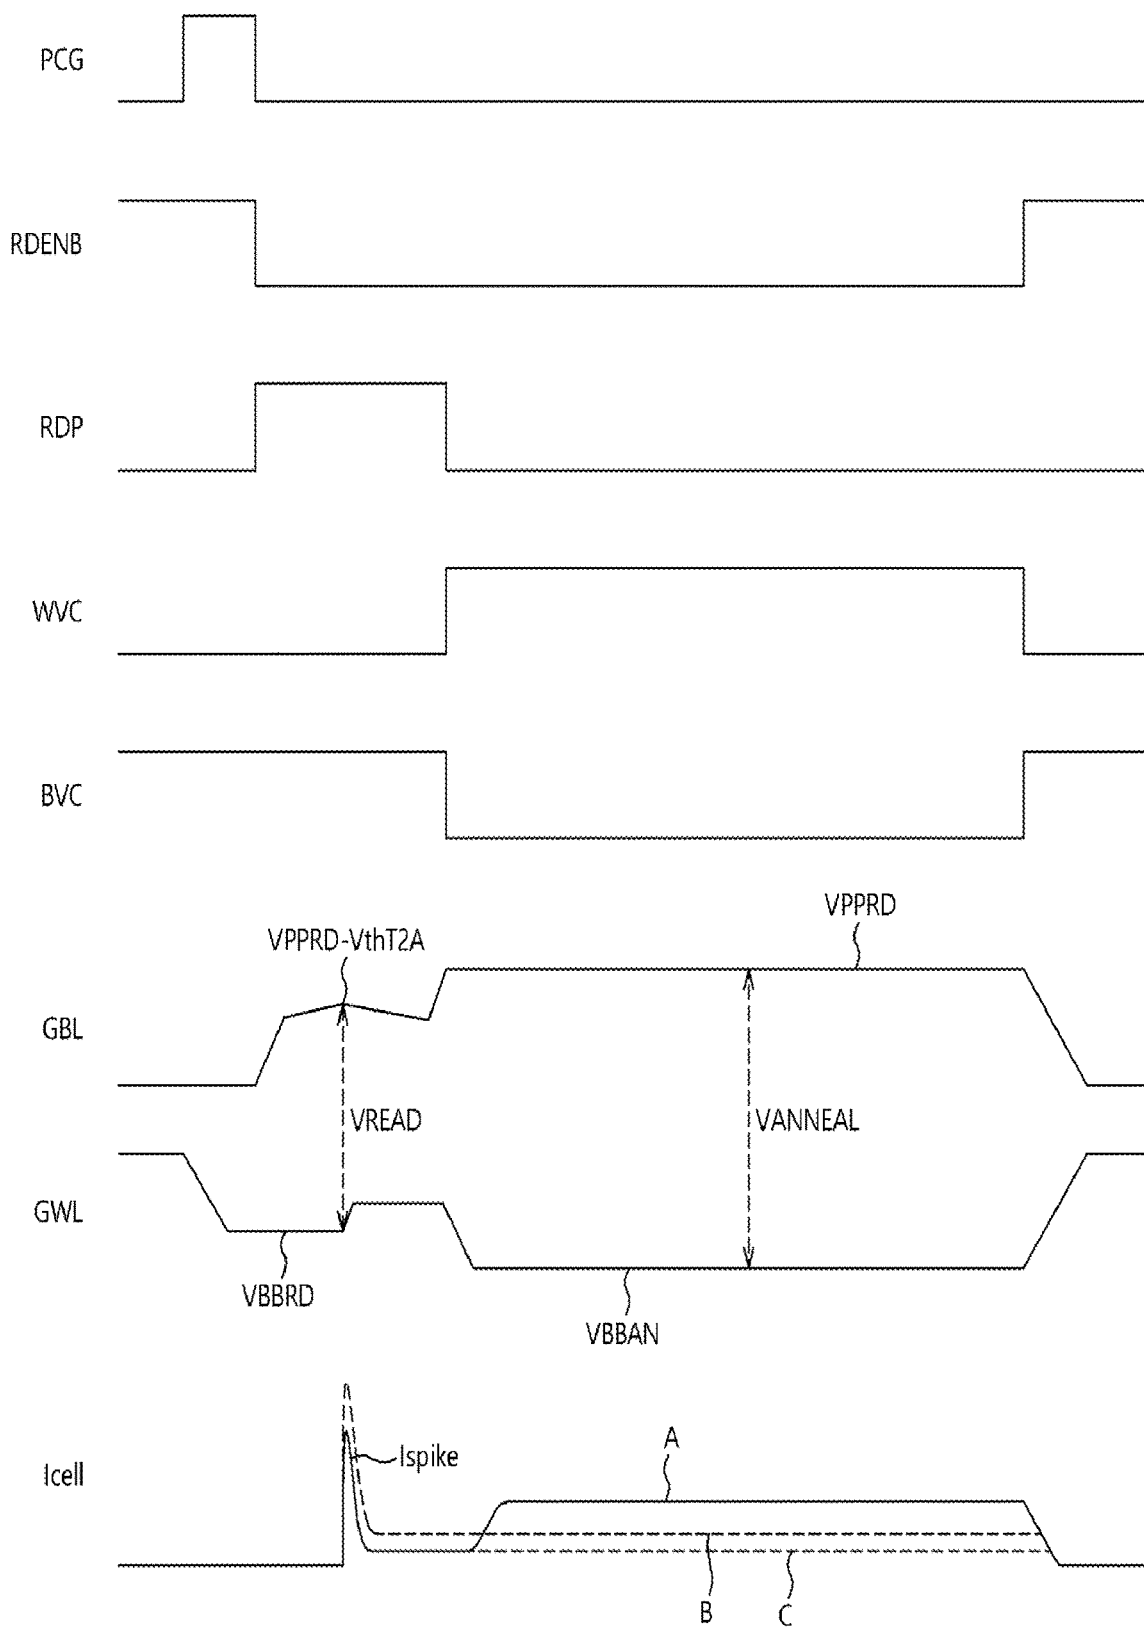 PCG
RDENB
RDP
WVC
BVC
VPPRD
VPPRD-VthT2A
GBL
VREAD
VANNEAL
GWL
VBBRD
VBBAN
A
Ispike
Icell
B
C